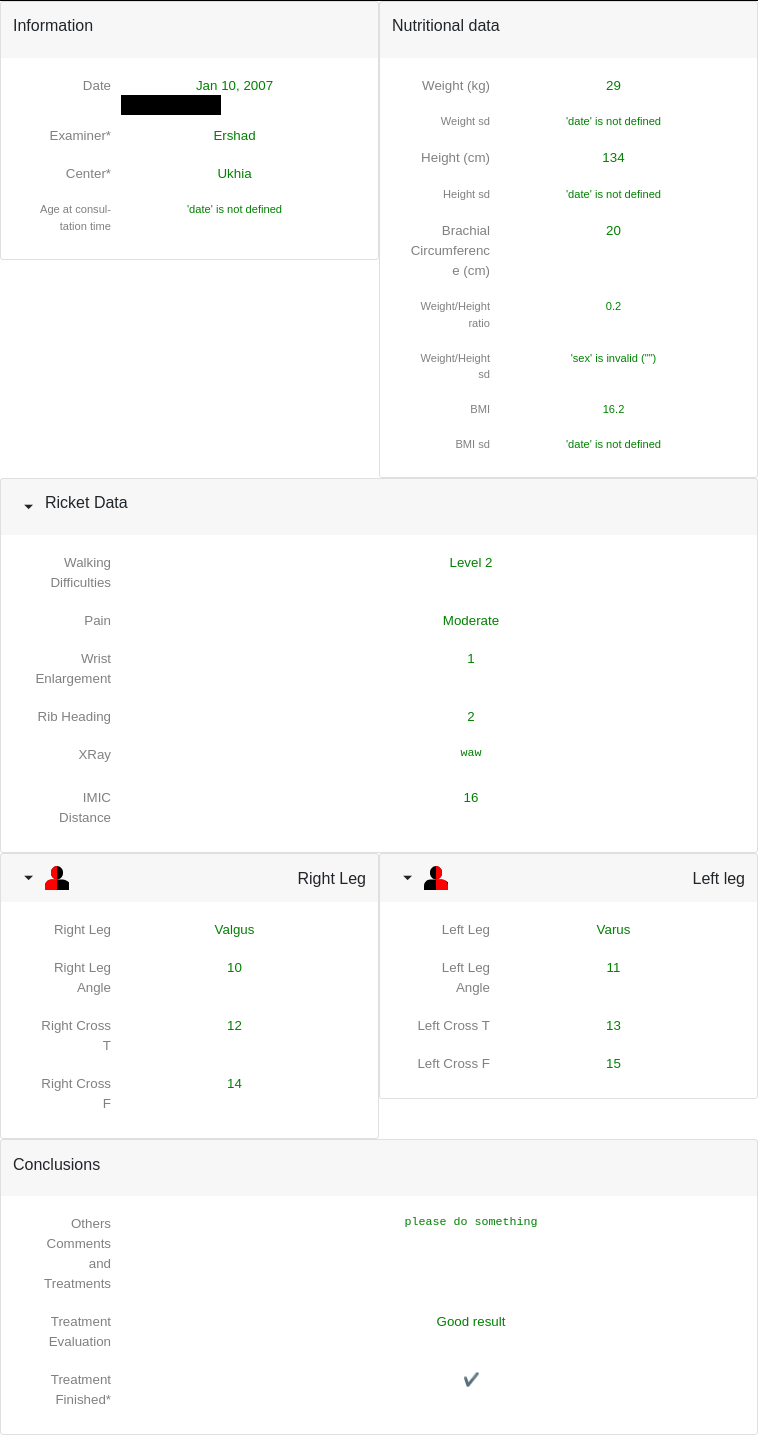 Information
Date
Jan 10, 2007
Examiner*
Ershad
Center*
Ukhia
Age at consul-
tation time
'date' is not defined
Nutritional data
Weight (kg)
29
Weight sd
'date' is not defined
Height (cm)
134
Height sd
'date' is not defined
Brachial
Circumferenc
e (cm)
20
Weight/Height
ratio
0.2
Weight/Height
sd
'sex' is invalid ("")
BMI
16.2
BMI sd
'date' is not defined
Ricket Data
Walking
Difficulties
Level 2
Pain
Moderate
Wrist
Enlargement
1
Rib Heading
2
XRay
waw
IMIC
Distance
16
Right Leg
Right Leg
Valgus
Right Leg
Angle
10
Right Cross
T
12
Right Cross
F
14
Left leg
Left Leg
Varus
Left Leg
Angle
11
Left Cross T
13
Left Cross F
15
Conclusions
Others
Comments
and
Treatments
please do something
Treatment
Evaluation
Good result
Treatment
Finished*
✔